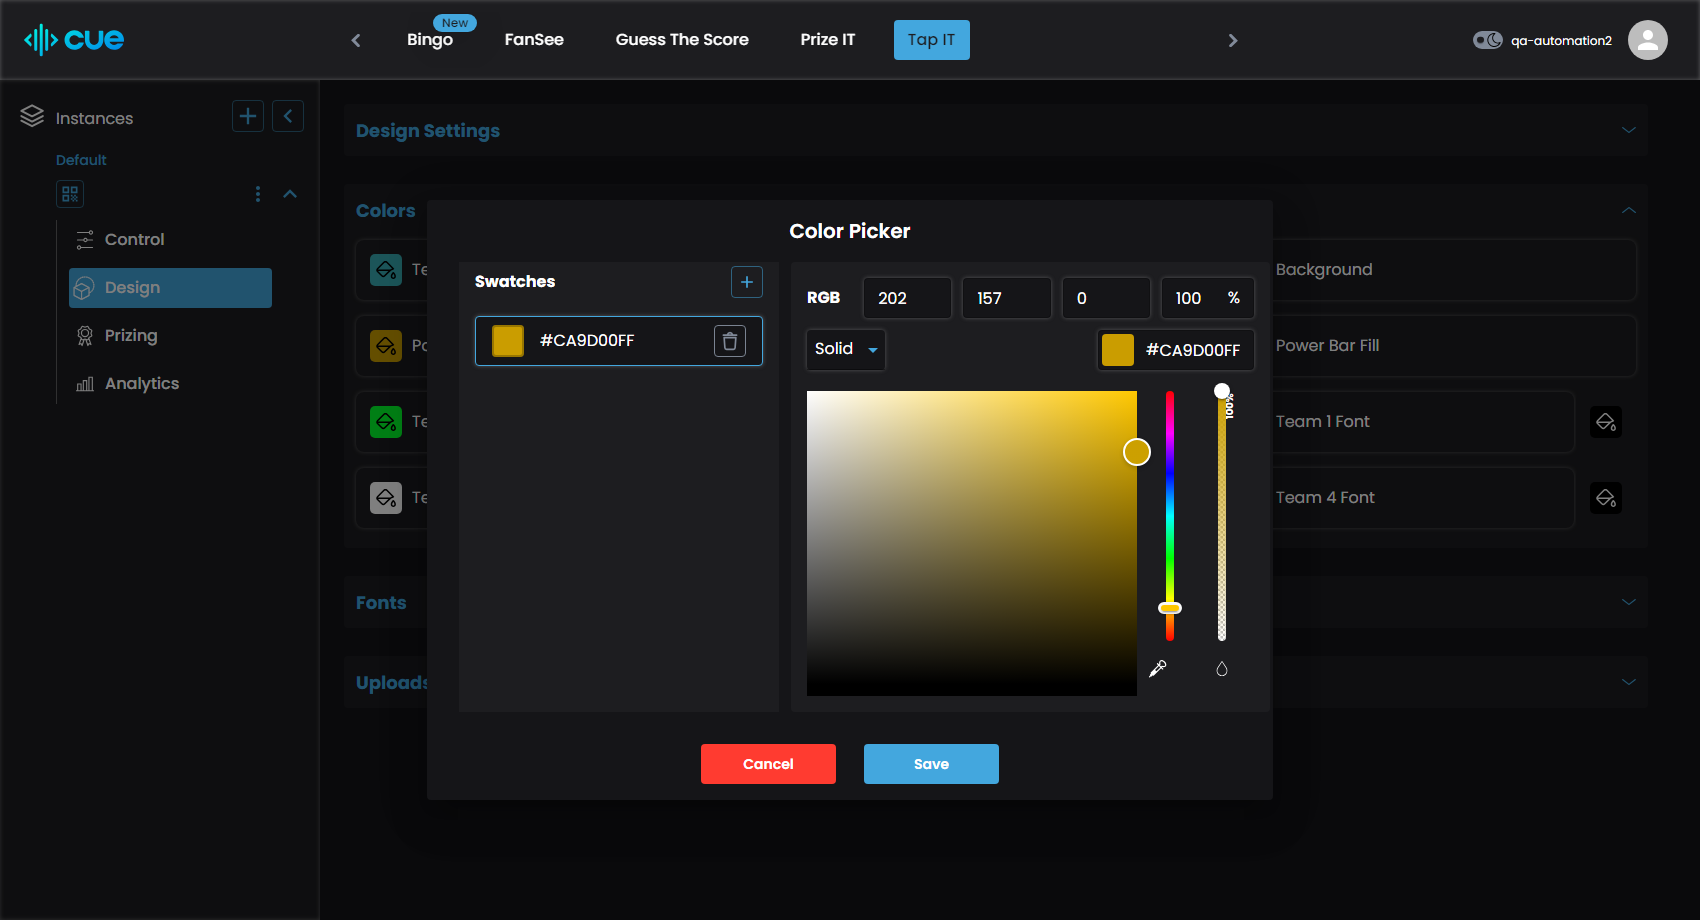 cue
New
Bingo
FanSee
Guess The Score
Prize IT
Tap IT
qa-automation2
Instances
Default
Control
Design
Prizing
Analytics
Design Settings
Colors
Te
Background
Po
Power Bar Fill
Te
Team 1 Font
Te
Team 4 Font
Fonts
Uploads
Color Picker
Swatches
#CA9D00FF
RGB 202 157 0 100 %
Solid
#CA9D00FF
100%
Cancel
Save